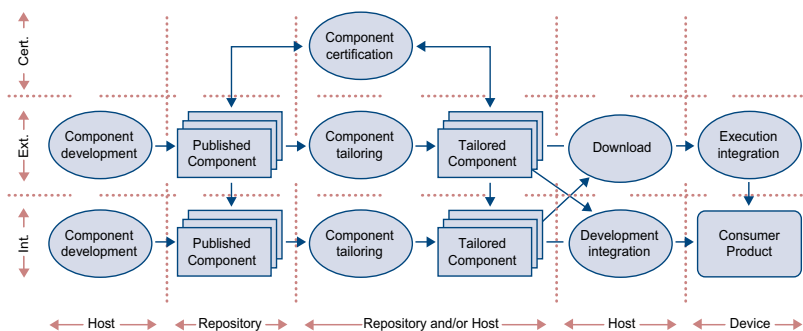 Cert.
Component
certification
Ext.
Component
development
Published
Component
Component
tailoring
Tailored
Component
Download
Execution
integration
Int.
Component
development
Published
Component
Component
tailoring
Tailored
Component
Development
integration
Consumer
Product
Host
Repository
Repository and/or Host
Host
Device